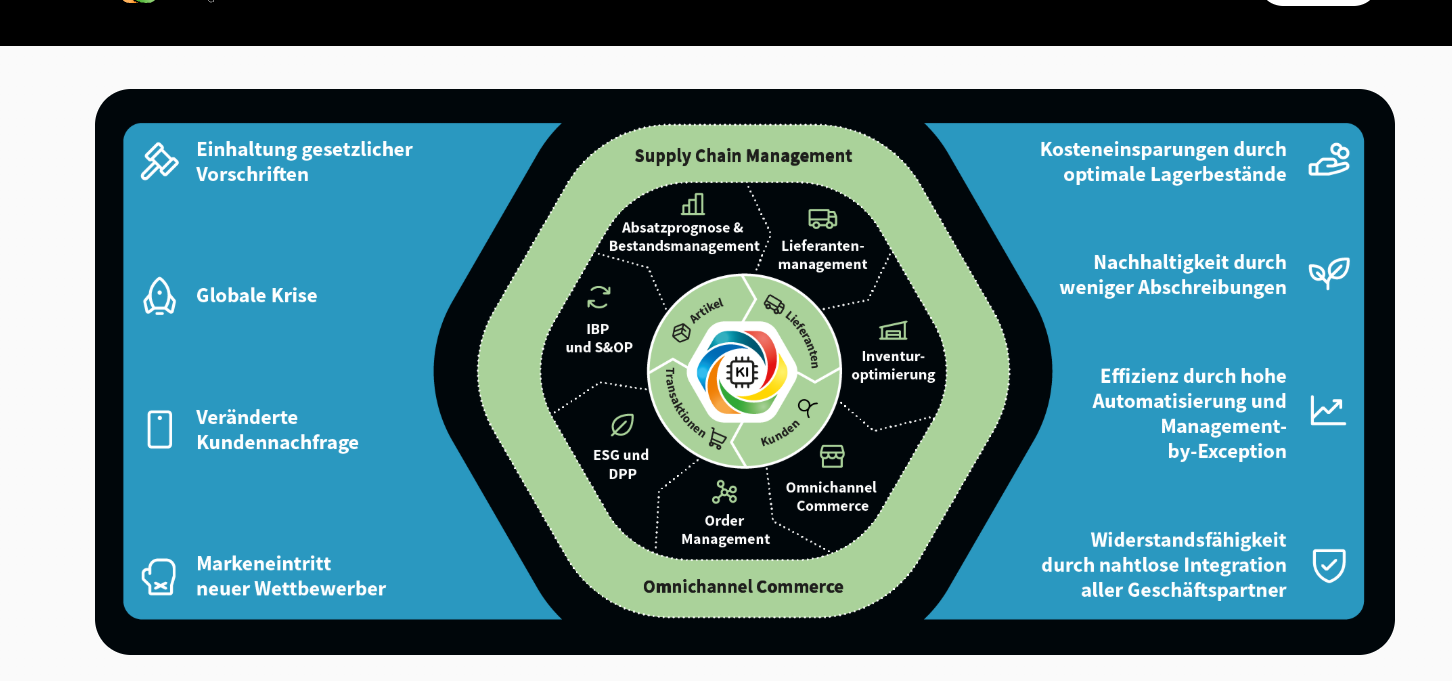 Einhaltung gesetzlicher
Vorschriften
Globale Krise
Veränderte
Kundennachfrage
Markeneintritt
neuer Wettbewerber
Supply Chain Management
Absatzprognose &
Bestandsmanagement
Lieferanten-
management
IBP
und S&OP
Inventur-
optimierung
ESG und
DPP
Order
Management
Omnichannel
Commerce
Artikel
Lieferanten
Transaktionen
Kunden
KI
Omnichannel Commerce
Kosteneinsparungen durch
optimale Lagerbestände
Nachhaltigkeit durch
weniger Abschreibungen
Effizienz durch hohe
Automatisierung und
Management-
by-Exception
Widerstandsfähigkeit
durch nahtlose Integration
aller Geschäftspartner